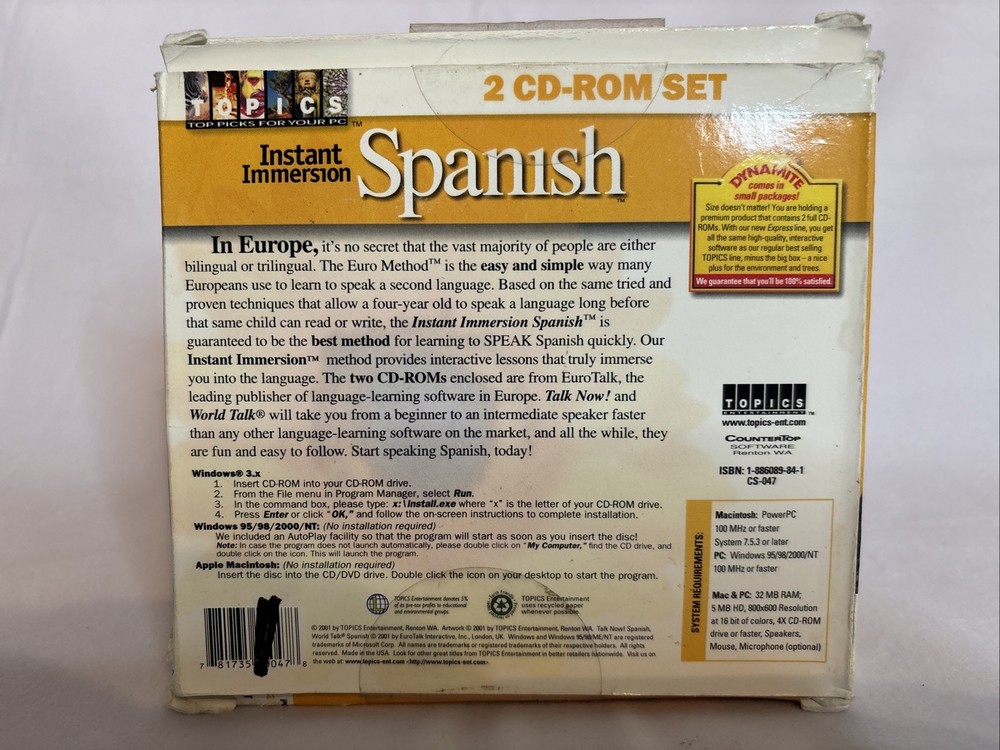 TOPICS
TOP PICKS FOR YOUR PC™
2 CD-ROM SET
Instant
Immersion
Spanish™
DYNAMITE
comes in
small packages!
Size doesn't matter! You are holding a
premium product that contains 2 full CD-
ROMs. With our new Express line, you get
all the same high-quality, interactive
software as our regular best selling
TOPICS line, minus the big box – a nice
plus for the environment and trees.
We guarantee that you'll be 100% satisfied.
In Europe, it's no secret that the vast majority of people are either
bilingual or trilingual. The Euro Method™ is the easy and simple way many
Europeans use to learn to speak a second language. Based on the same tried and
proven techniques that allow a four-year old to speak a language long before
that same child can read or write, the Instant Immersion Spanish™ is
guaranteed to be the best method for learning to SPEAK Spanish quickly. Our
Instant Immersion™ method provides interactive lessons that truly immerse
you into the language. The two CD-ROMs enclosed are from EuroTalk, the
leading publisher of language-learning software in Europe. Talk Now! and
World Talk® will take you from a beginner to an intermediate speaker faster
than any other language-learning software on the market, and all the while, they
are fun and easy to follow. Start speaking Spanish, today!
Windows® 3.x
1. Insert CD-ROM into your CD-ROM drive.
2. From the File menu in Program Manager, select Run.
3. In the command box, please type: x:\install.exe where "x" is the letter of your CD-ROM drive.
4. Press Enter or click "OK," and follow the on-screen instructions to complete installation.
Windows 95/98/2000/NT: (No installation required)
We included an AutoPlay facility so that the program will start as soon as you insert the disc!
Note: In case the program does not launch automatically, please double click on "My Computer," find the CD drive, and
double click on the icon. This will launch the program.
Apple Macintosh: (No installation required)
Insert the disc into the CD/DVD drive. Double click the icon on your desktop to start the program.
TOPICS
ENTERTAINMENT™
www.topics-ent.com
COUNTERTOP
SOFTWARE
Renton WA
ISBN: 1-886089-84-1
CS-047
SYSTEM REQUIREMENTS:
Macintosh: PowerPC
100 MHz or faster
System 7.5.3 or later
PC: Windows 95/98/2000/NT
100 MHz or faster
Mac & PC: 32 MB RAM;
5 MB HD, 800x600 Resolution
at 16 bit of colors, 4X CD-ROM
drive or faster, Speakers,
Mouse, Microphone (optional)
TOPICS Entertainment donates 5%
of its pre-tax profits to educational
and environmental groups.
TOPICS Entertainment
uses recycled paper
whenever possible.
© 2001 by TOPICS Entertainment, Renton WA. Artwork © 2001 by TOPICS Entertainment, Renton WA. Talk Now! Spanish,
World Talk® Spanish © 2001 by EuroTalk Interactive, Inc., London, UK. Windows and Windows 95/98/ME/NT are registered
trademarks of Microsoft Corp. All names are trademarks or registered trademarks of their respective holders. All rights
reserved. Made in the USA. Look for other great titles from TOPICS Entertainment in better retailers nationwide. Visit us on
the web at: www.topics-ent.com <http://www.topics-ent.com>.
7 81735 047 8